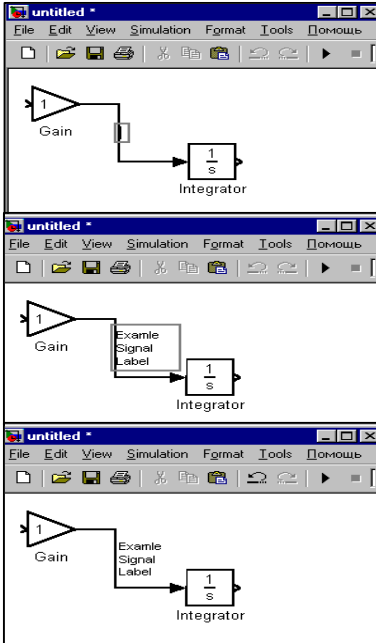 untitled *
File Edit View Simulation Format Tools Помощь
1
Gain
1
s
Integrator
untitled *
File Edit View Simulation Format Tools Помощь
1
Gain
Examle
Signal
Label
1
s
Integrator
untitled *
File Edit View Simulation Format Tools Помощь
1
Gain
Examle
Signal
Label
1
s
Integrator